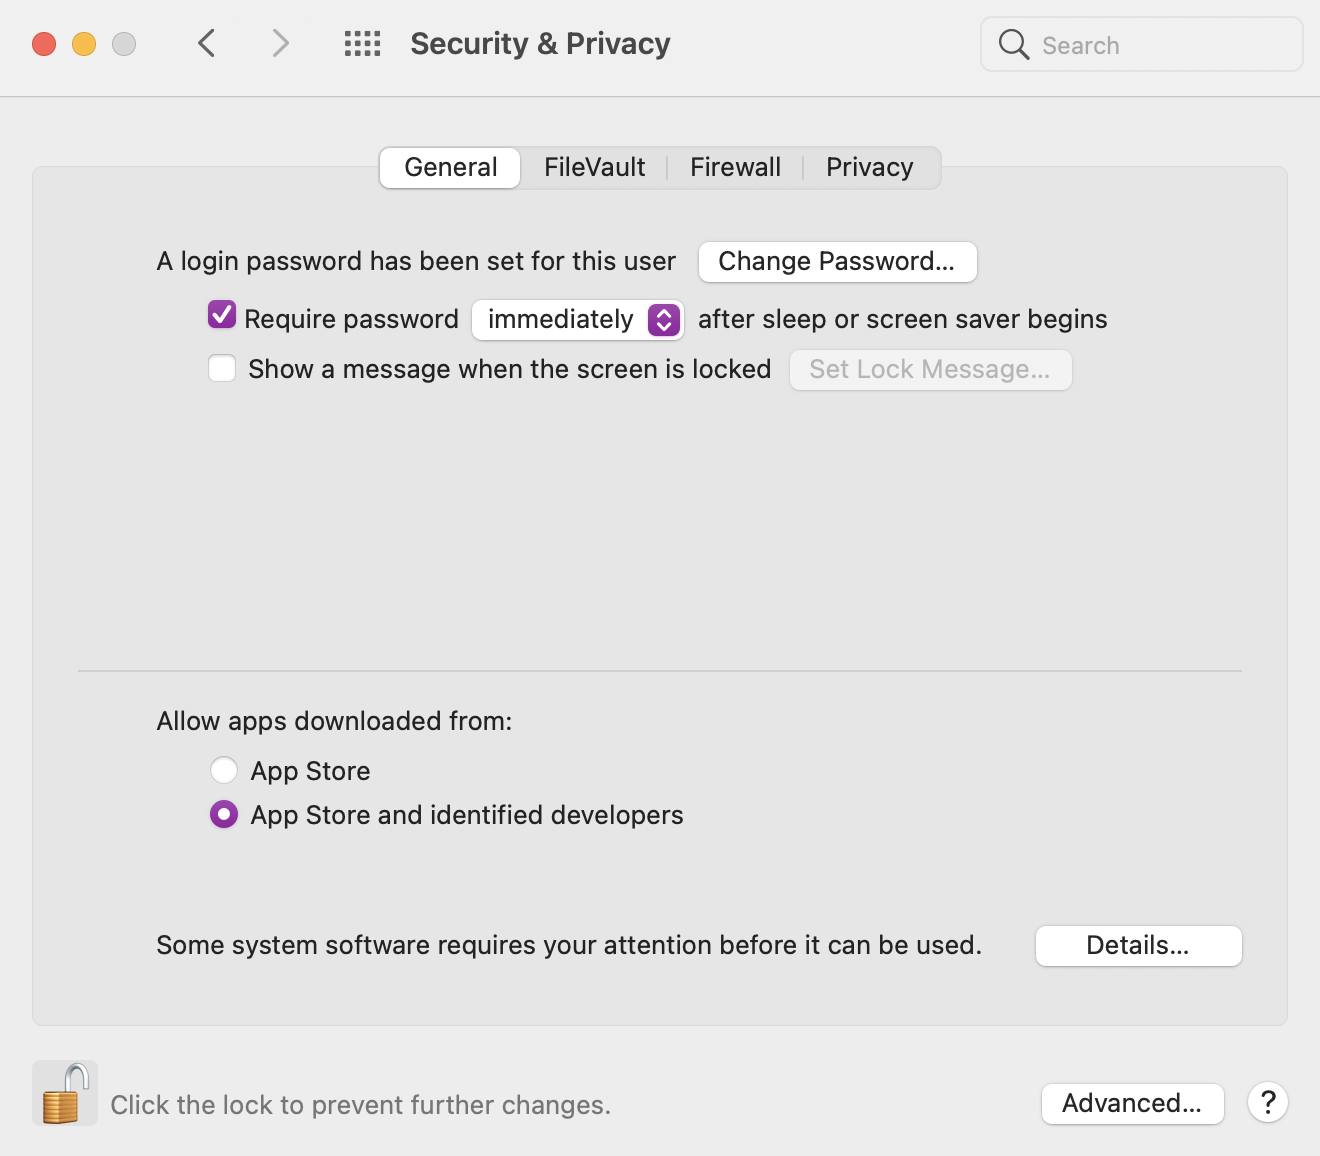 Security & Privacy Search
General FileVault Firewall Privacy
A login password has been set for this user Change Password...
Require password immediately after sleep or screen saver begins
Show a message when the screen is locked Set Lock Message...
Allow apps downloaded from:
App Store
App Store and identified developers
Some system software requires your attention before it can be used. Details...
Click the lock to prevent further changes. Advanced... ?